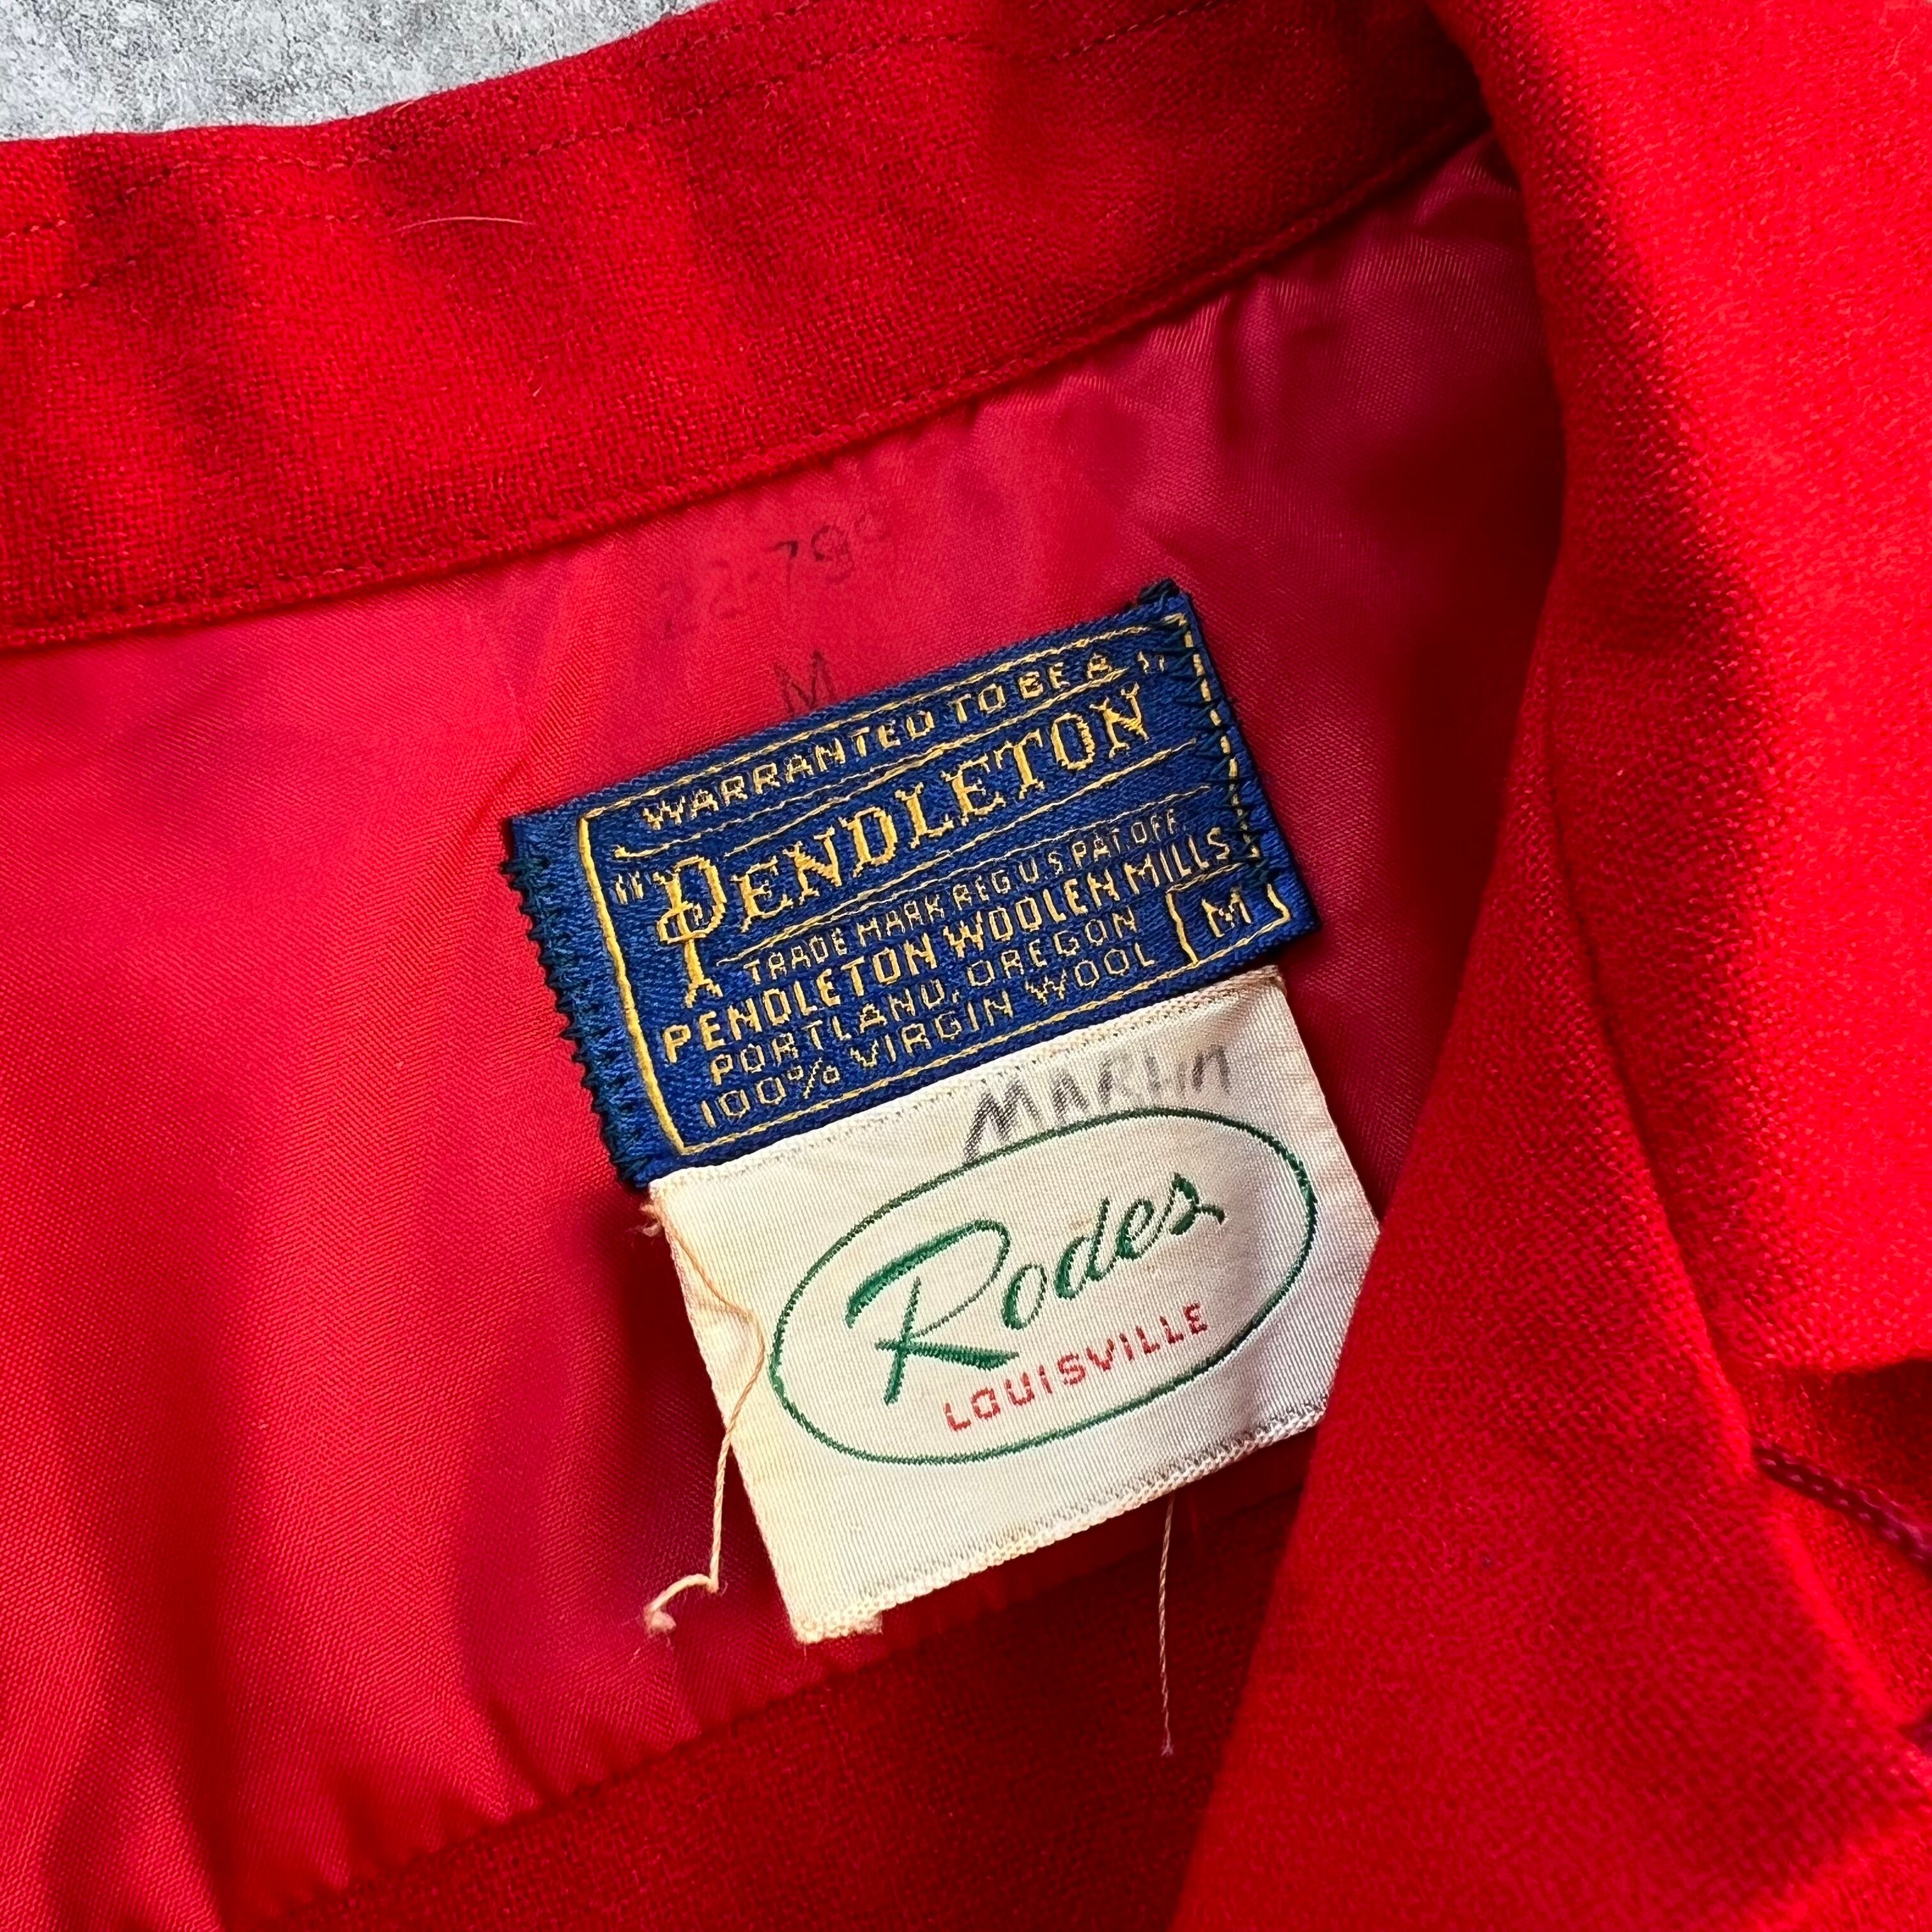 M
WARRANTED TO BE A
"PENDLETON"
TRADE MARK REG U S PAT. OFF.
PENDLETON WOOLEN MILLS
PORTLAND, OREGON
100% VIRGIN WOOL
M
MARLIN
Rodes
LOUISVILLE